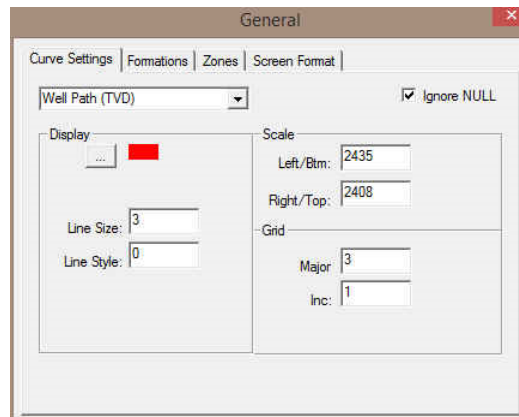 General
Curve Settings Formations Zones Screen Format
Well Path (TVD)
Ignore NULL
Display
...
Line Size: 3
Line Style: 0
Scale
Left/Btm: 2435
Right/Top: 2408
Grid
Major 3
Inc: 1